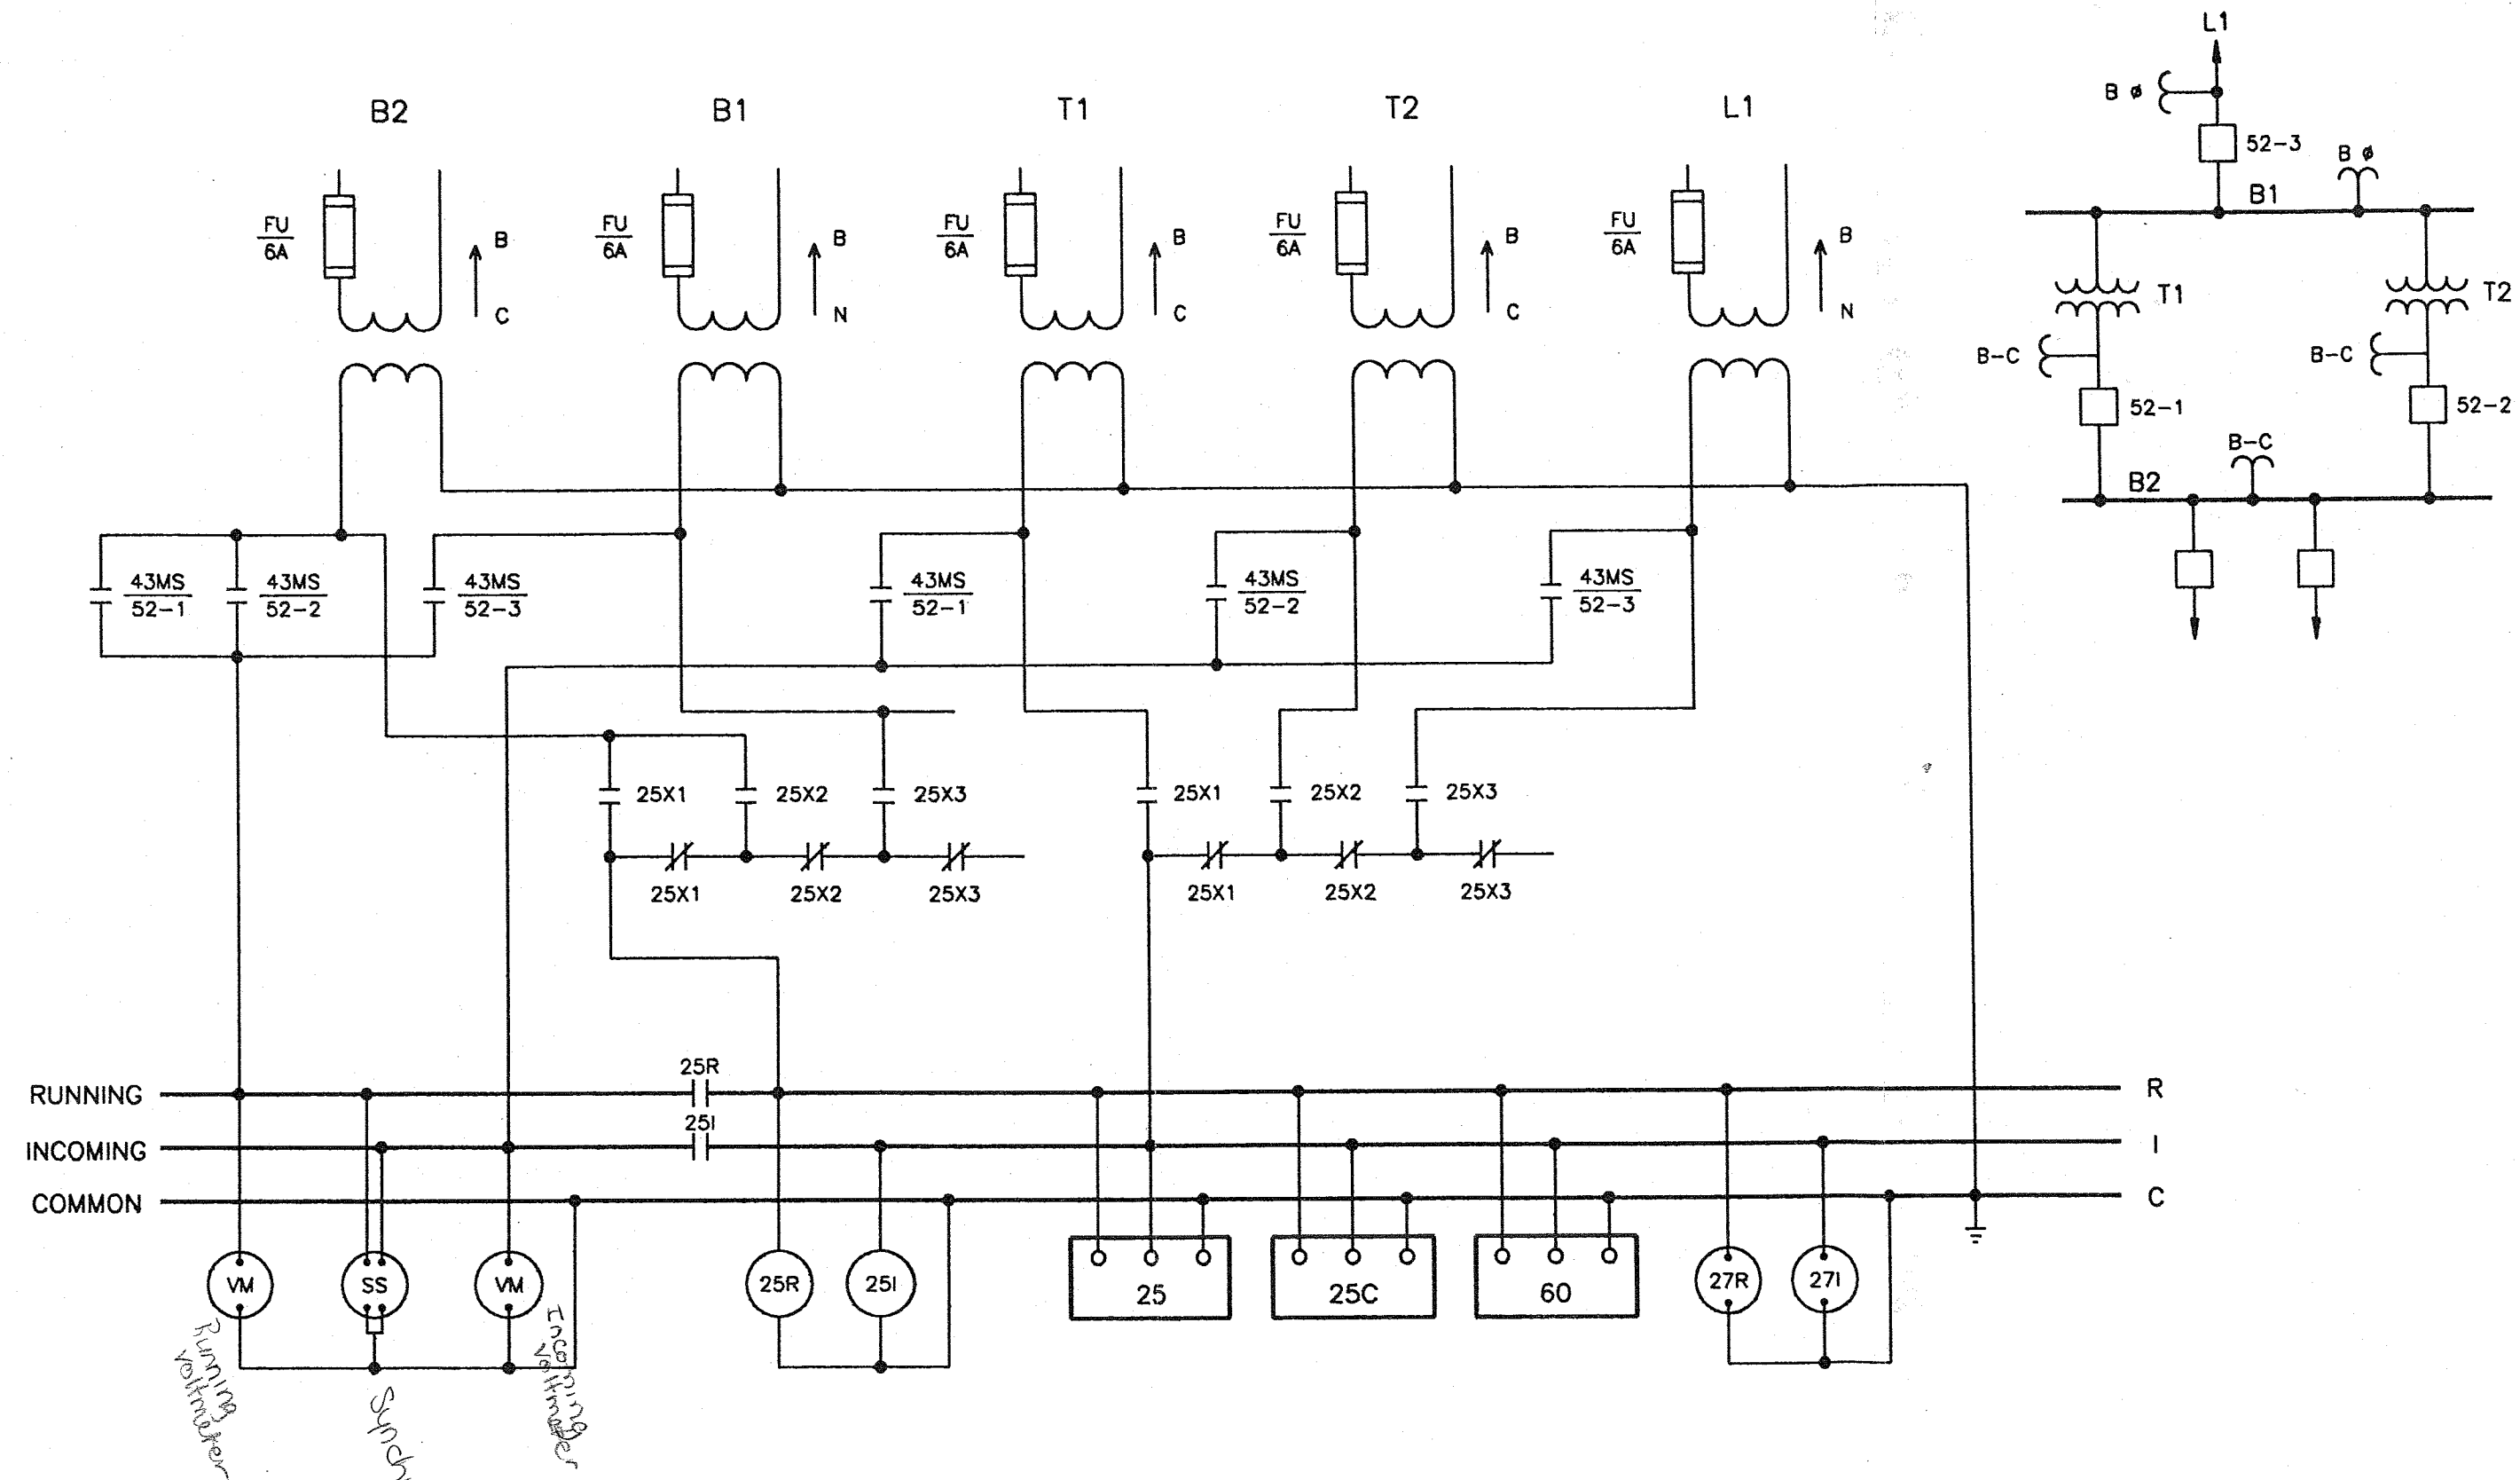 B2
B1
T1
T2
L1
FU
6A
B
C
FU
6A
B
N
FU
6A
B
C
FU
6A
B
C
FU
6A
B
N
43MS
52-1
43MS
52-2
43MS
52-3
43MS
52-1
43MS
52-2
43MS
52-3
25X1
25X2
25X3
25X1
25X2
25X3
25X1
25X2
25X3
25X1
25X2
25X3
25R
RUNNING
R
25I
INCOMING
I
COMMON
C
VM
SS
VM
25R
25I
25
25C
60
27R
27I
Running
voltmeter
Synch
Incoming
voltmeter
L1
B ø
52-3
B ø
B1
T1
T2
B-C
B-C
52-1
52-2
B-C
B2